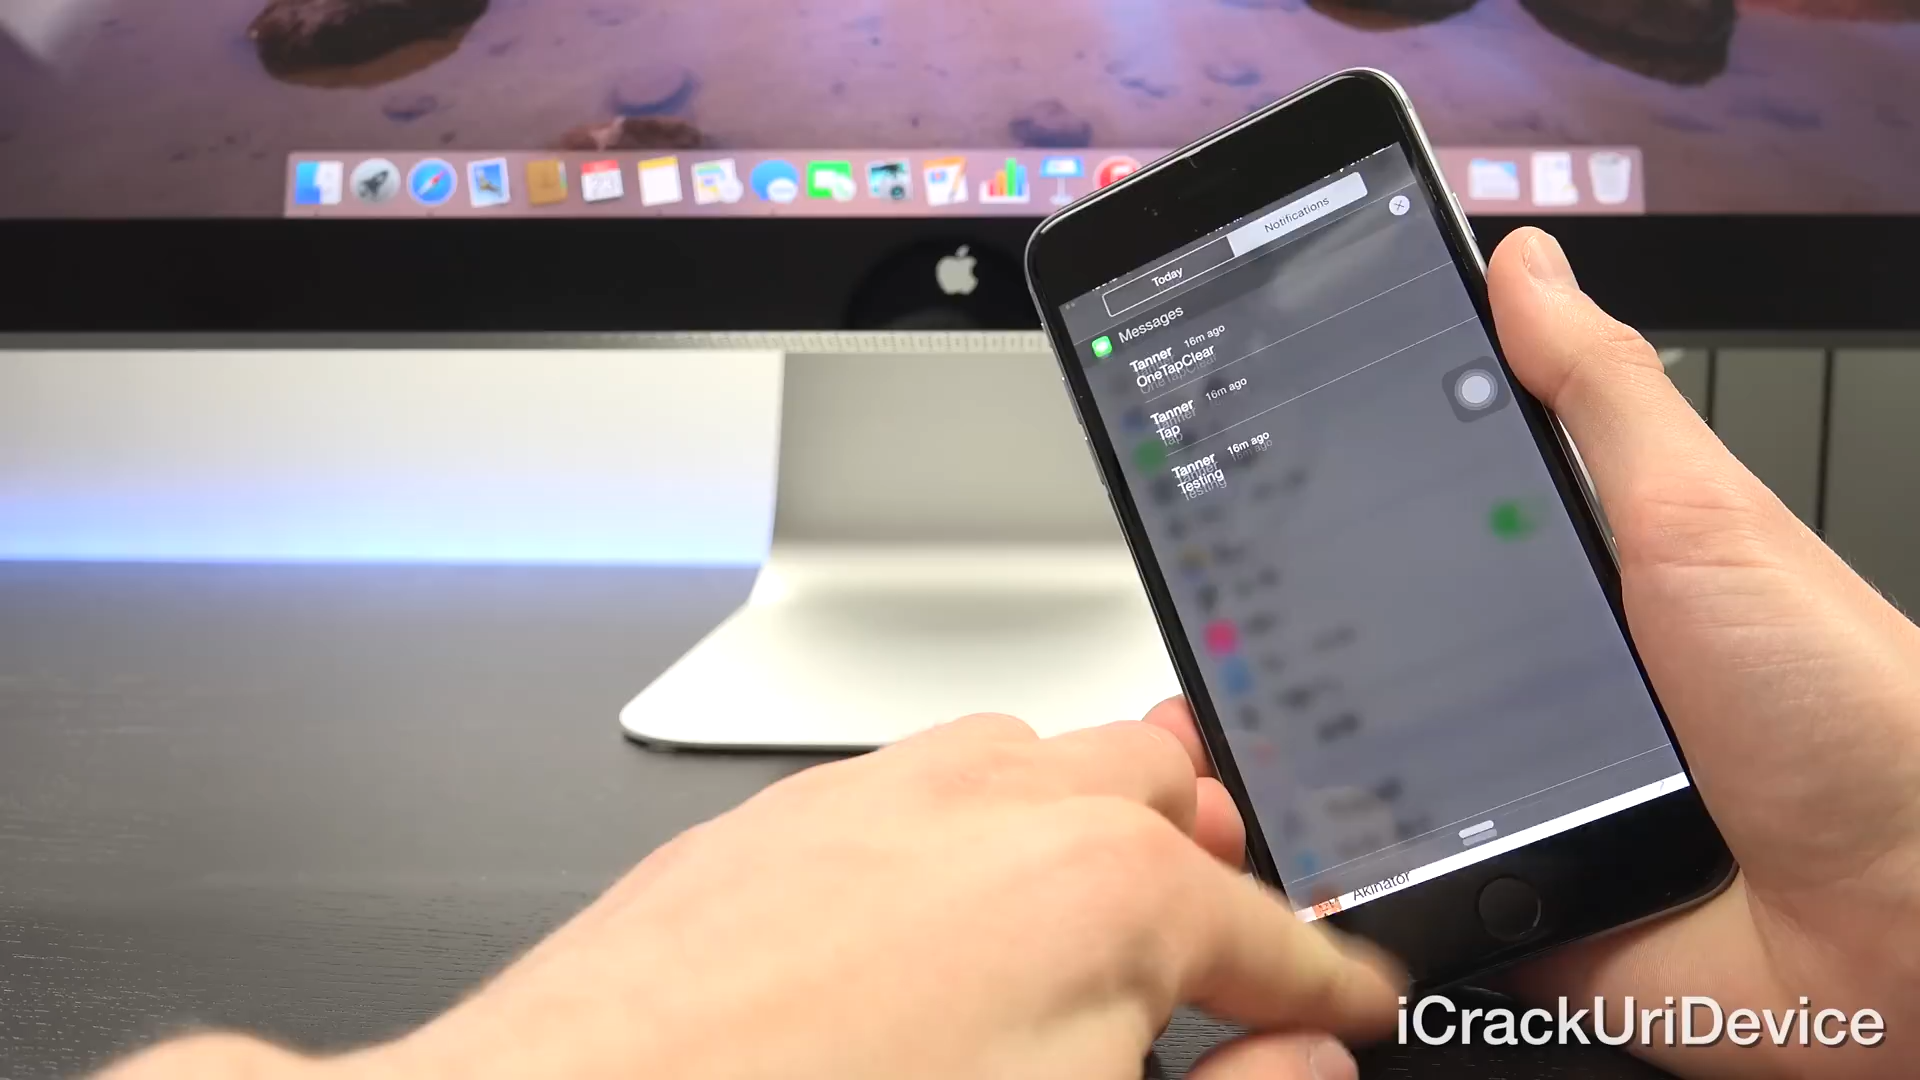 Notifications
Today
Messages
Tanner 16m ago
OneTapClear
Tanner 16m ago
Tap
Tanner 16m ago
Testing
Akinator
iCrackUriDevice